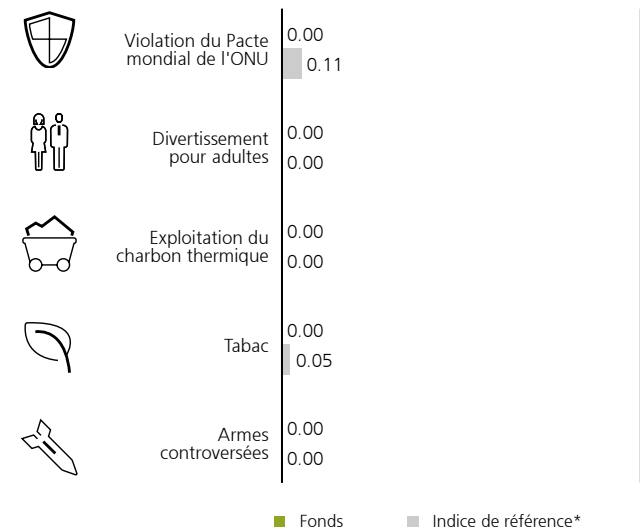 Violation du Pacte
mondial de l'ONU
0.00
0.11
Divertissement
pour adultes
0.00
0.00
Exploitation du
charbon thermique
0.00
0.00
Tabac
0.00
0.05
Armes
controversées
0.00
0.00
Fonds
Indice de référence*